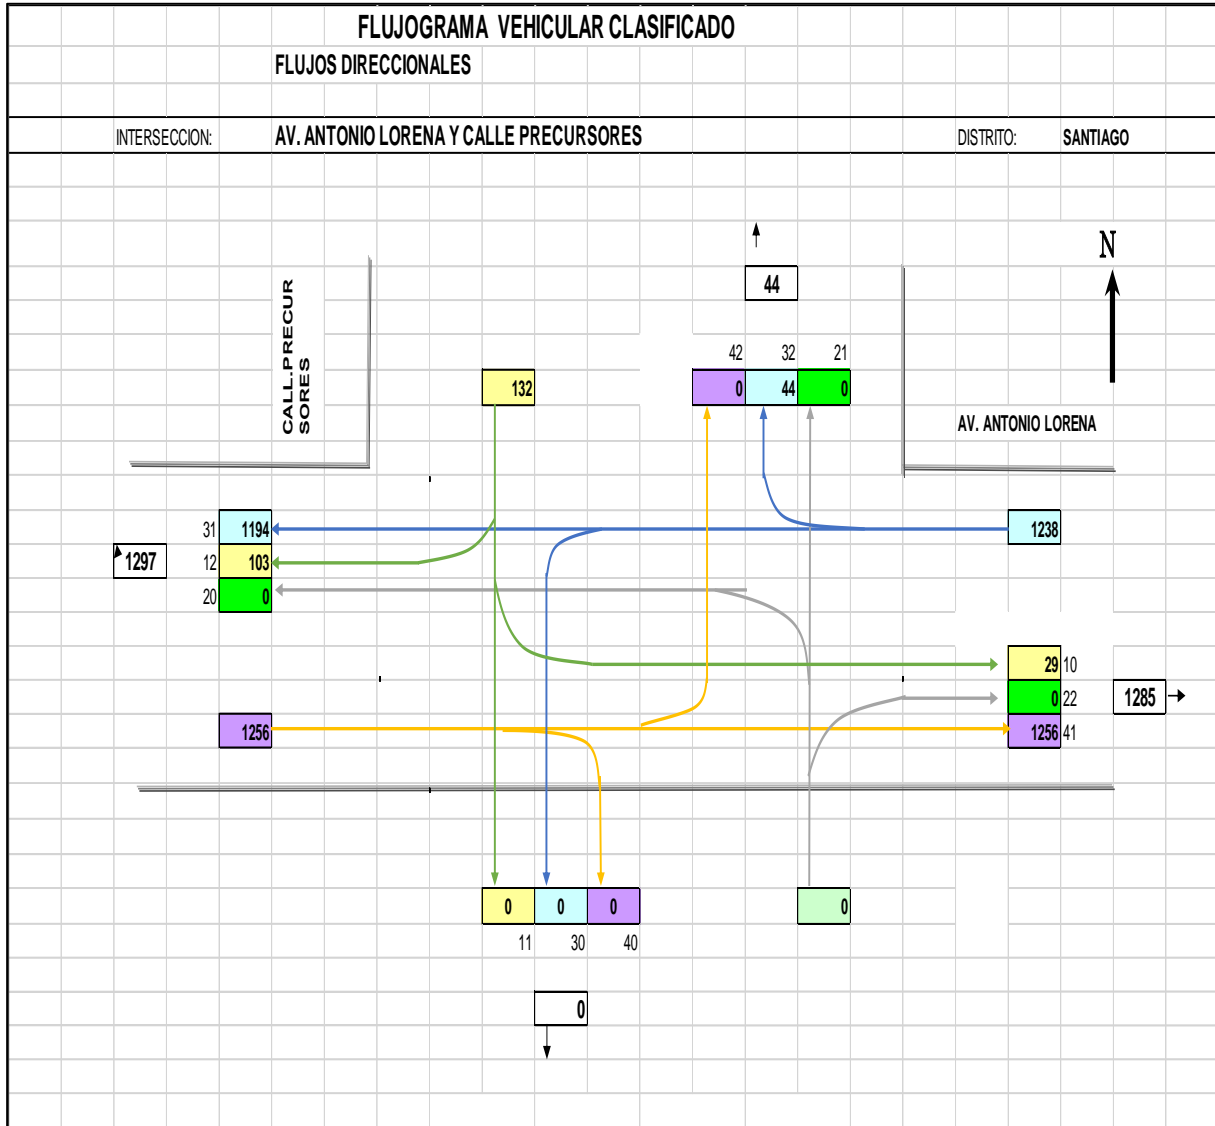 FLUJOGRAMA VEHICULAR CLASIFICADO
FLUJOS DIRECCIONALES
INTERSECCION: AV. ANTONIO LORENA Y CALLE PRECURSORES DISTRITO: SANTIAGO
N
44
CALL.PRECUR
SORES
42 32 21
132 0 44 0
AV. ANTONIO LORENA
31 1194 1238
1297 12 103
20 0
29 10
0 22 1285
1256 1256 41
0 0 0 0
11 30 40
0